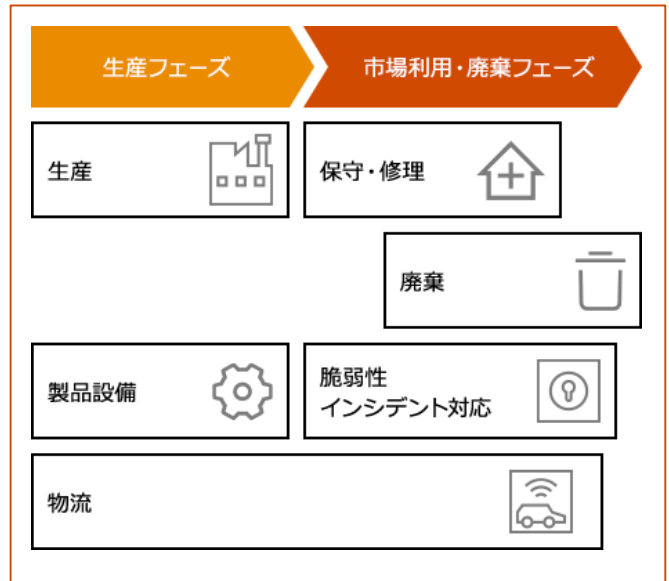 生産フェーズ
市場利用・廃棄フェーズ
生産
保守・修理
廃棄
製品設備
脆弱性
インシデント対応
物流